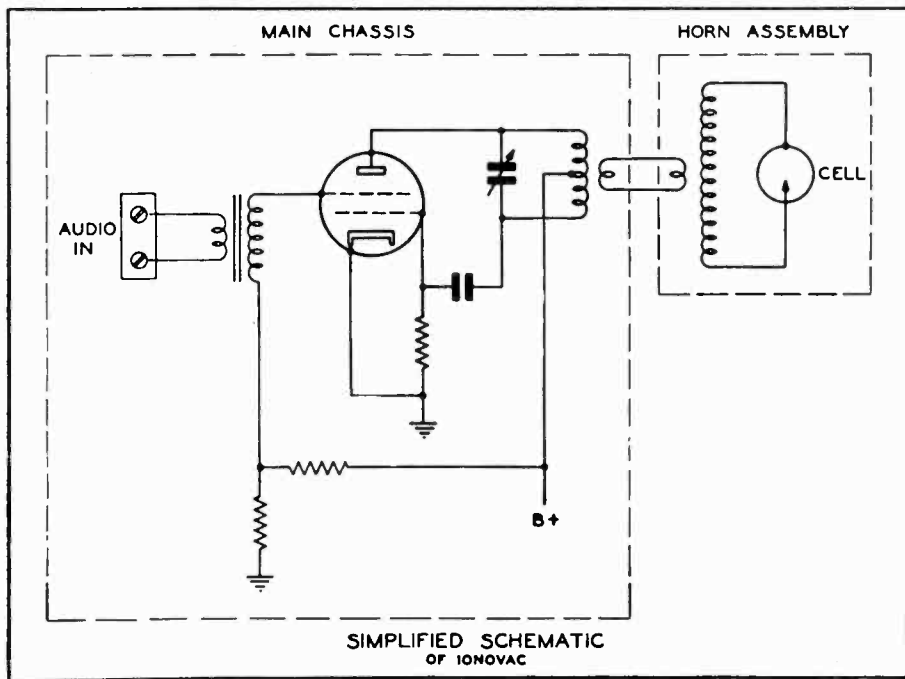 MAIN CHASSIS
HORN ASSEMBLY
AUDIO
IN
CELL
B+
SIMPLIFIED SCHEMATIC
OF IONOVAC